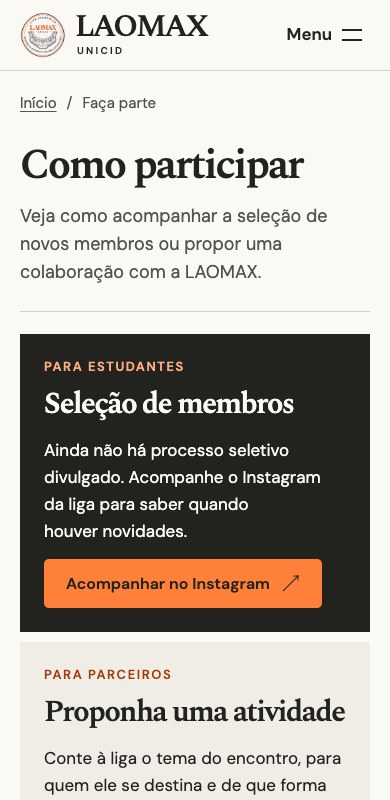 LAOMAX
UNICID
Menu
Início / Faça parte
Como participar
Veja como acompanhar a seleção de
novos membros ou propor uma
colaboração com a LAOMAX.
PARA ESTUDANTES
Seleção de membros
Ainda não há processo seletivo
divulgado. Acompanhe o Instagram
da liga para saber quando
houver novidades.
Acompanhar no Instagram
PARA PARCEIROS
Proponha uma atividade
Conte à liga o tema do encontro, para
quem ele se destina e de que forma